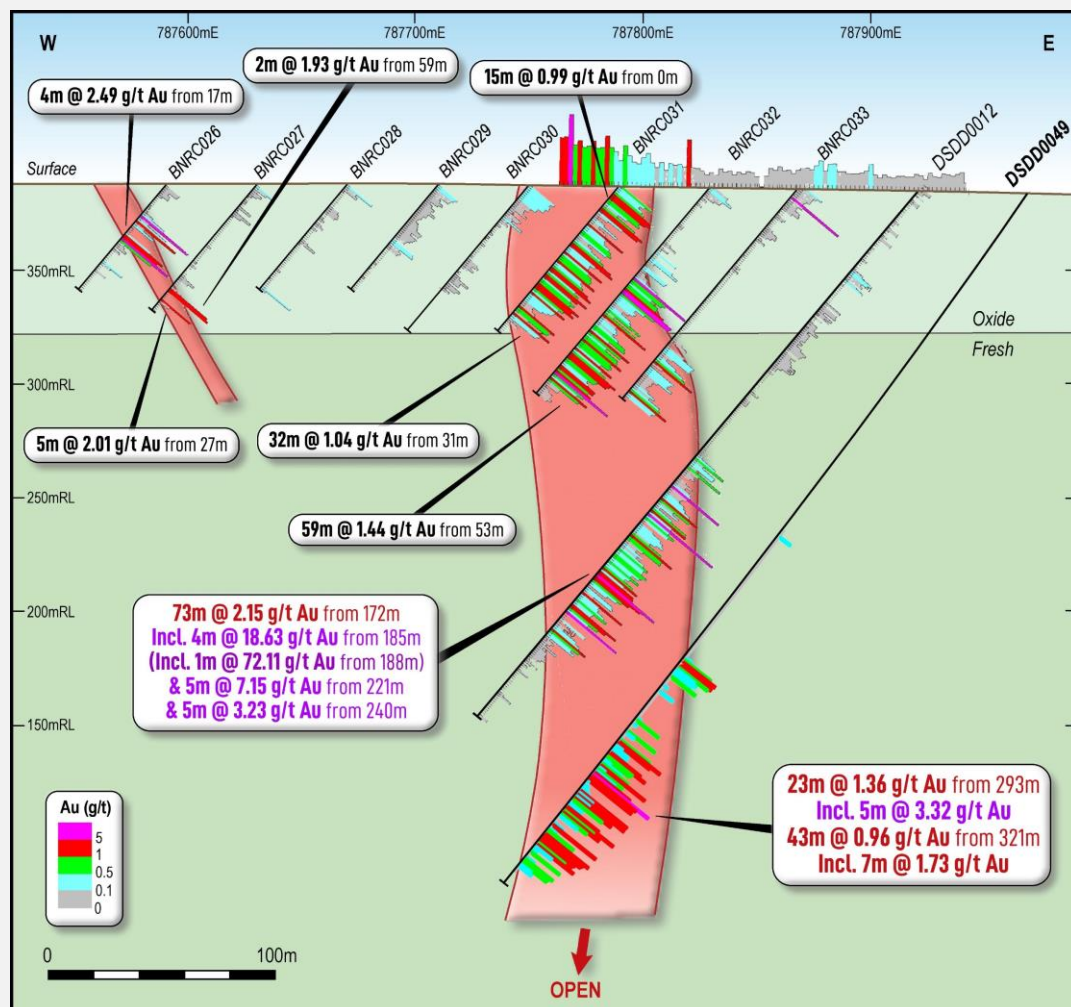 787600mE
787700mE
787800mE
787900mE
W
E
2m @ 1.93 g/t Au from 59m
15m @ 0.99 g/t Au from 0m
4m @ 2.49 g/t Au from 17m
Surface
BNRC026
BNRC027
BNRC028
BNRC029
BNRC030
BNRC031
BNRC032
BNRC033
DSDD0012
DSDD0049
350mRL
Oxide
Fresh
300mRL
5m @ 2.01 g/t Au from 27m
32m @ 1.04 g/t Au from 31m
250mRL
59m @ 1.44 g/t Au from 53m
200mRL
73m @ 2.15 g/t Au from 172m
Incl. 4m @ 18.63 g/t Au from 185m
(Incl. 1m @ 72.11 g/t Au from 188m)
& 5m @ 7.15 g/t Au from 221m
& 5m @ 3.23 g/t Au from 240m
150mRL
23m @ 1.36 g/t Au from 293m
Incl. 5m @ 3.32 g/t Au
43m @ 0.96 g/t Au from 321m
Incl. 7m @ 1.73 g/t Au
Au (g/t)
5
1
0.5
0.1
0
0
100m
OPEN